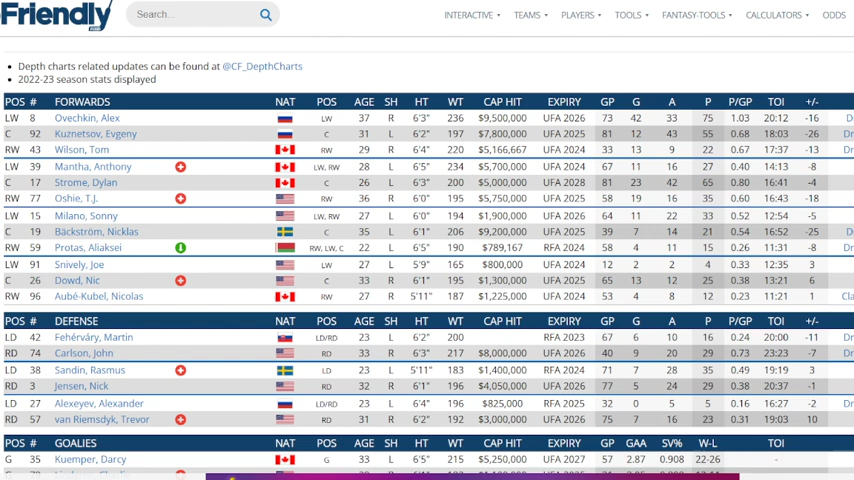 Friendly Search... INTERACTIVE TEAMS PLAYERS TOOLS FANTASY-TOOLS CALCULATORS ODDS
Depth charts related updates can be found at @CF_DepthCharts
2022-23 season stats displayed
POS # FORWARDS NAT POS AGE SH HT WT CAP HIT EXPIRY GP G A P P/GP TOI +/-
LW 8 Ovechkin, Alex LW 37 R 6'3" 236 $9,500,000 UFA 2026 73 42 33 75 1.03 20:12 -16 D
C 92 Kuznetsov, Evgeny C 31 L 6'2" 197 $7,800,000 UFA 2025 81 12 43 55 0.68 18:03 -26 Dr
RW 43 Wilson, Tom RW 29 R 6'4" 220 $5,166,667 UFA 2024 33 13 9 22 0.67 17:37 -13 Dr
LW 39 Mantha, Anthony LW, RW 28 L 6'5" 234 $5,700,000 UFA 2024 67 11 16 27 0.40 14:13 -8
C 17 Strome, Dylan C 26 L 6'3" 200 $5,000,000 UFA 2028 81 23 42 65 0.80 16:41 -4
RW 77 Oshie, T.J. RW 36 R 6'0" 195 $5,750,000 UFA 2025 58 19 16 35 0.60 16:43 -18
LW 15 Milano, Sonny LW, RW 27 L 6'0" 194 $1,900,000 UFA 2026 64 11 22 33 0.52 12:54 -5
C 19 Bäckström, Nicklas C 35 L 6'1" 206 $9,200,000 UFA 2025 39 7 14 21 0.54 16:52 -25 Dr
RW 59 Protas, Aliaksei RW, LW, C 22 L 6'5" 190 $789,167 RFA 2024 58 4 11 15 0.26 11:31 -8 Dr
LW 91 Snively, Joe LW 27 L 5'9" 165 $800,000 UFA 2024 12 2 2 4 0.33 12:35 3
C 26 Dowd, Nic C 33 R 6'1" 195 $1,300,000 UFA 2025 65 13 12 25 0.38 13:21 6
RW 96 Aubé-Kubel, Nicolas RW 27 R 5'11" 187 $1,225,000 UFA 2024 53 4 8 12 0.23 11:21 1 Cla
POS # DEFENSE NAT POS AGE SH HT WT CAP HIT EXPIRY GP G A P P/GP TOI +/-
LD 42 Fehérváry, Martin LD/RD 23 L 6'2" 200 RFA 2023 67 6 10 16 0.24 20:00 -11 Dr
RD 74 Carlson, John RD 33 R 6'3" 217 $8,000,000 UFA 2026 40 9 20 29 0.73 23:23 -7 Dr
LD 38 Sandin, Rasmus LD 23 L 5'11" 183 $1,400,000 RFA 2024 71 7 28 35 0.49 19:19 3
RD 3 Jensen, Nick RD 32 R 6'1" 196 $4,050,000 UFA 2026 77 5 24 29 0.38 20:37 -1
LD 27 Alexeyev, Alexander LD/RD 23 L 6'4" 196 $825,000 RFA 2025 32 0 5 5 0.16 16:27 -2 Dr
RD 57 van Riemsdyk, Trevor RD 31 R 6'2" 192 $3,000,000 UFA 2026 75 7 16 23 0.31 19:03 10
POS # GOALIES NAT POS AGE SH HT WT CAP HIT EXPIRY GP GAA SV% W-L TOI
G 35 Kuemper, Darcy G 33 L 6'5" 215 $5,250,000 UFA 2027 57 2.87 0.908 22-26 -